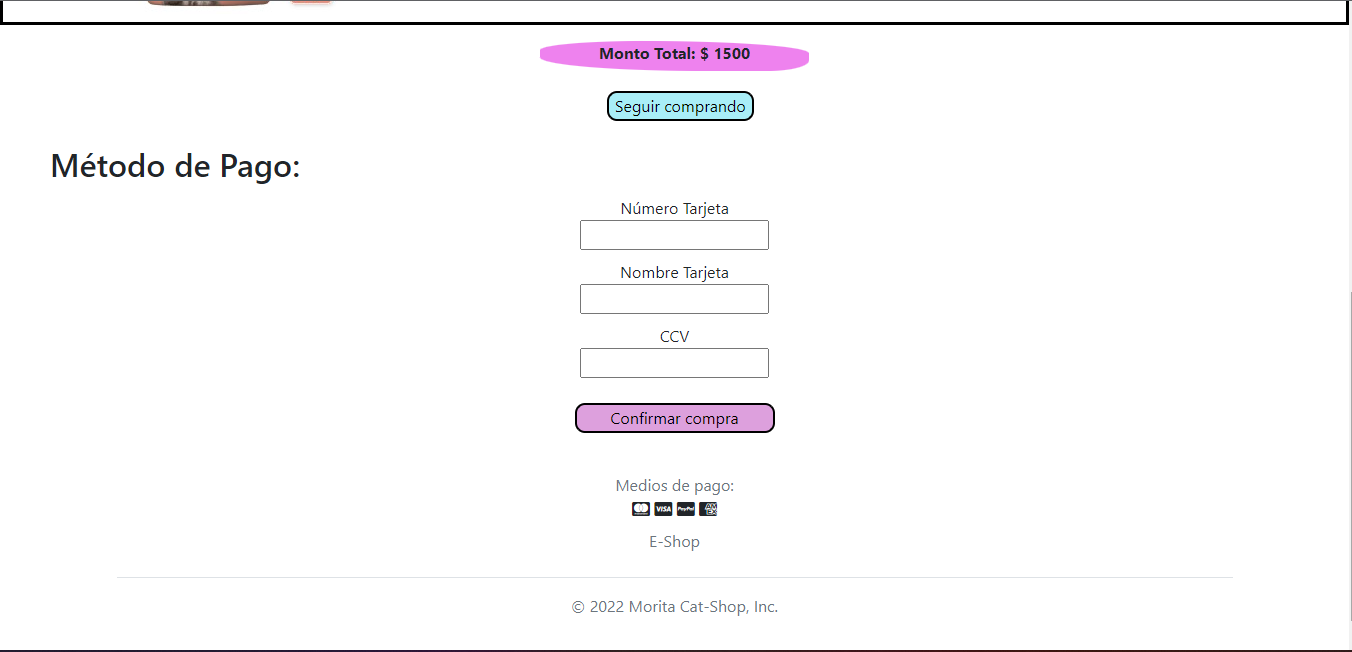 Monto Total: $ 1500
Seguir comprando
Método de Pago:
Número Tarjeta
Nombre Tarjeta
CCV
Confirmar compra
Medios de pago:
VISA PayPal AMEX
E-Shop
© 2022 Morita Cat-Shop, Inc.